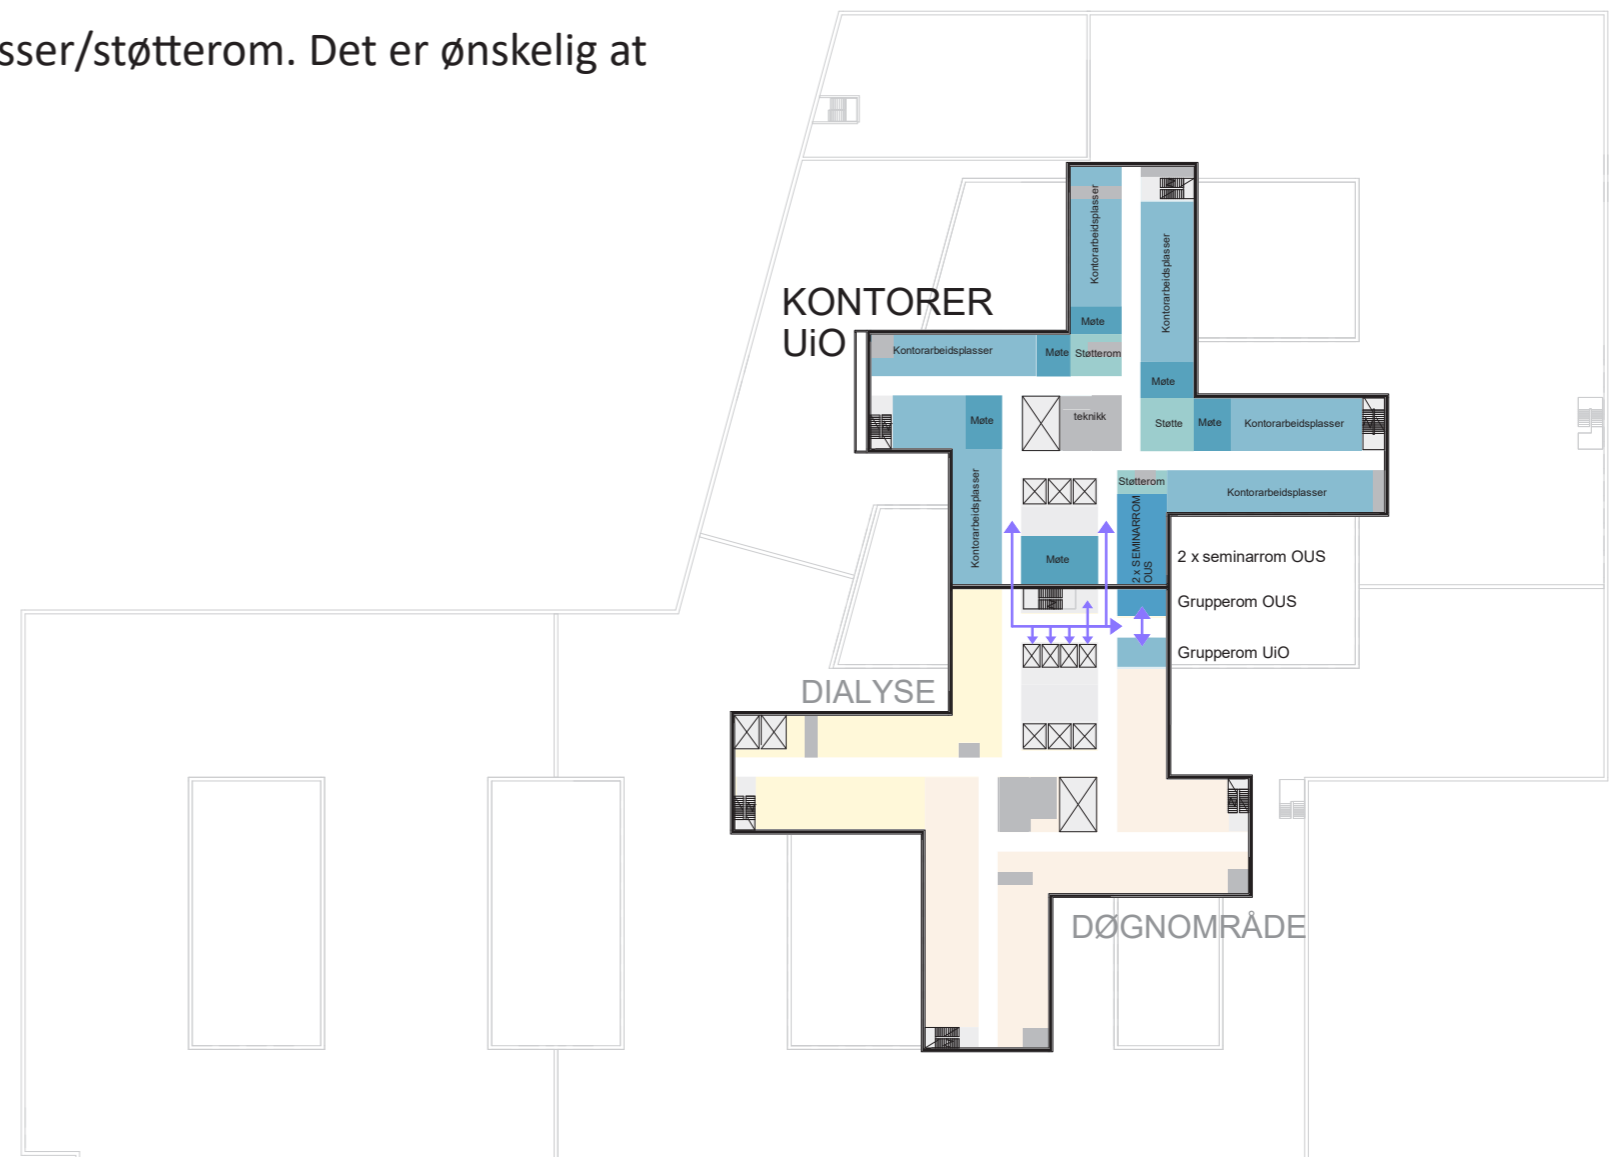 sser/støtterom. Det er ønskelig at
KONTORER
UiO
Kontorarbeidsplasser
Kontorarbeidsplasser
Møte
Kontorarbeidsplasser
Møte
Støtterom
Møte
Møte
teknikk
Støtte
Møte
Kontorarbeidsplasser
Kontorarbeidsplasser
Støtterom
Kontorarbeidsplasser
2 x SEMINARROM
OUS
Møte
2 x seminarrom OUS
Grupperom OUS
Grupperom UiO
DIALYSE
DØGNOMRÅDE